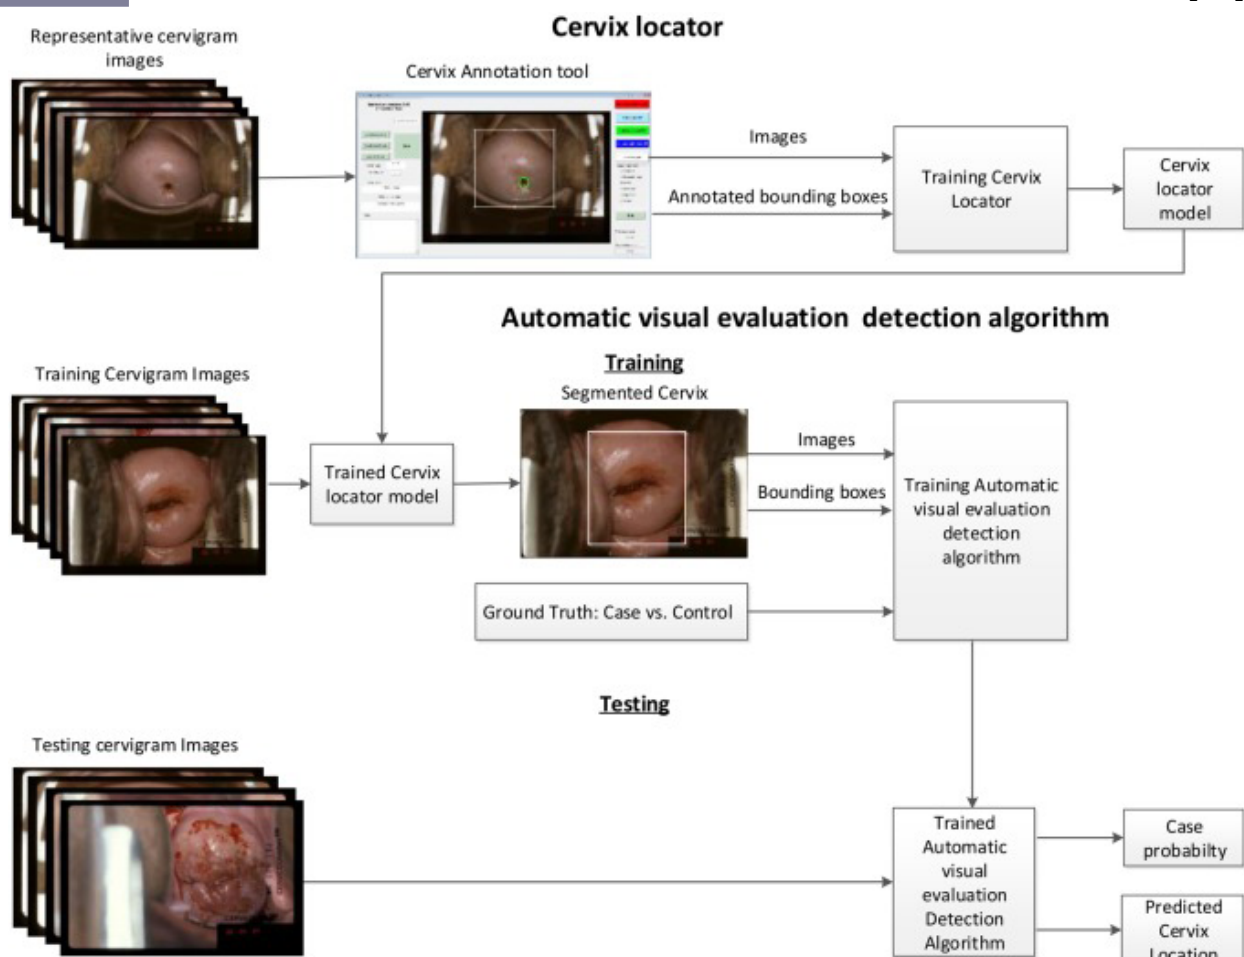 Cervix locator
Representative cervigram
images
Cervix Annotation tool
Images
Annotated bounding boxes
Training Cervix
Locator
Cervix
locator
model
Automatic visual evaluation detection algorithm
Training
Training Cervigram Images
Segmented Cervix
Trained Cervix
locator model
Images
Bounding boxes
Training Automatic
visual evaluation
detection
algorithm
Ground Truth: Case vs. Control
Testing
Testing cervigram Images
Trained
Automatic
visual
evaluation
Detection
Algorithm
Case
probabilty
Predicted
Cervix
Location